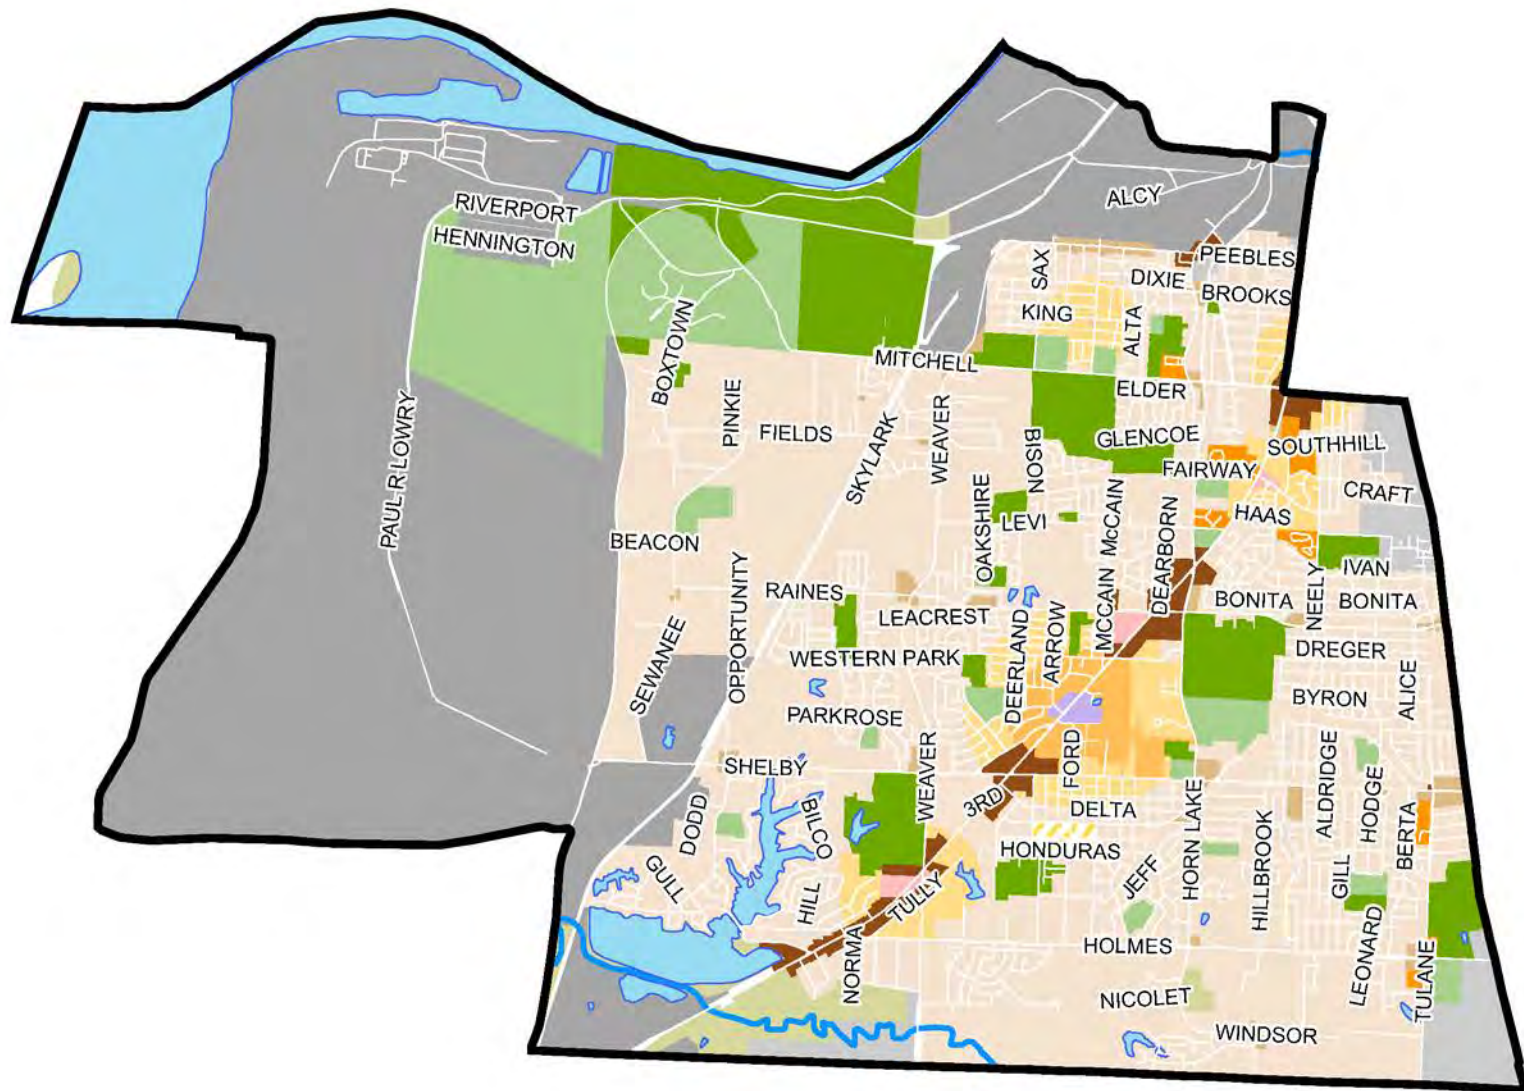 ALCY
RIVERPORT
HENNINGTON
PEEBLES
SAX
DIXIE
BROOKS
KING
ALTA
BOXTOWN
MITCHELL
ELDER
PINKIE
FIELDS
SKYLARK
WEAVER
BISON
GLENCOE
SOUTHHILL
FAIRWAY
CRAFT
PAUL R LOWRY
OAKSHIRE
LEVI
McCAIN
DEARBORN
HAAS
BEACON
IVAN
OPPORTUNITY
RAINES
LEACREST
MCCAIN
BONITA
NEELY
BONITA
SEWANEE
WESTERN PARK
DEERLAND
ARROW
DREGER
PARKROSE
BYRON
ALICE
SHELBY
WEAVER
FORD
3RD
DELTA
HORN LAKE
ALDRIDGE
HODGE
BERTA
DODD
BILCO
HONDURAS
JEFF
HILLBROOK
GILL
GULL
HILL
TULLY
NORMA
HOLMES
LEONARD
TULANE
NICOLET
WINDSOR